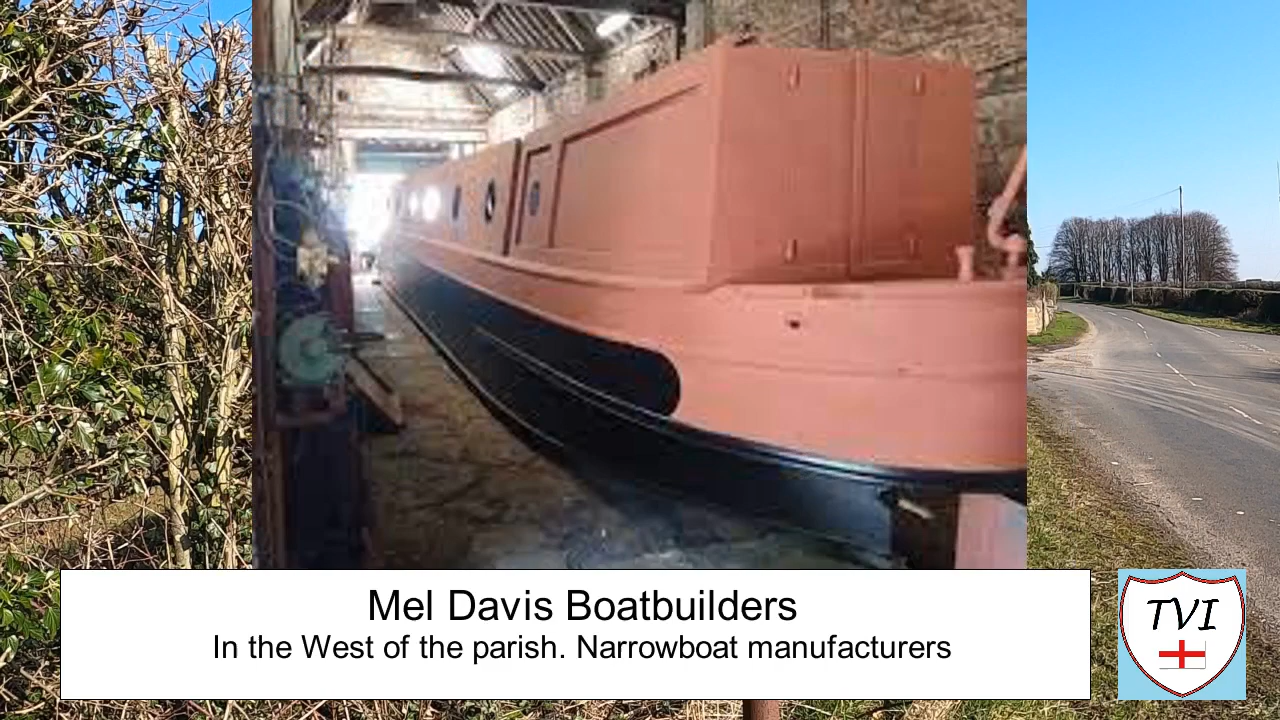 Mel Davis Boatbuilders
In the West of the parish. Narrowboat manufacturers
TVI